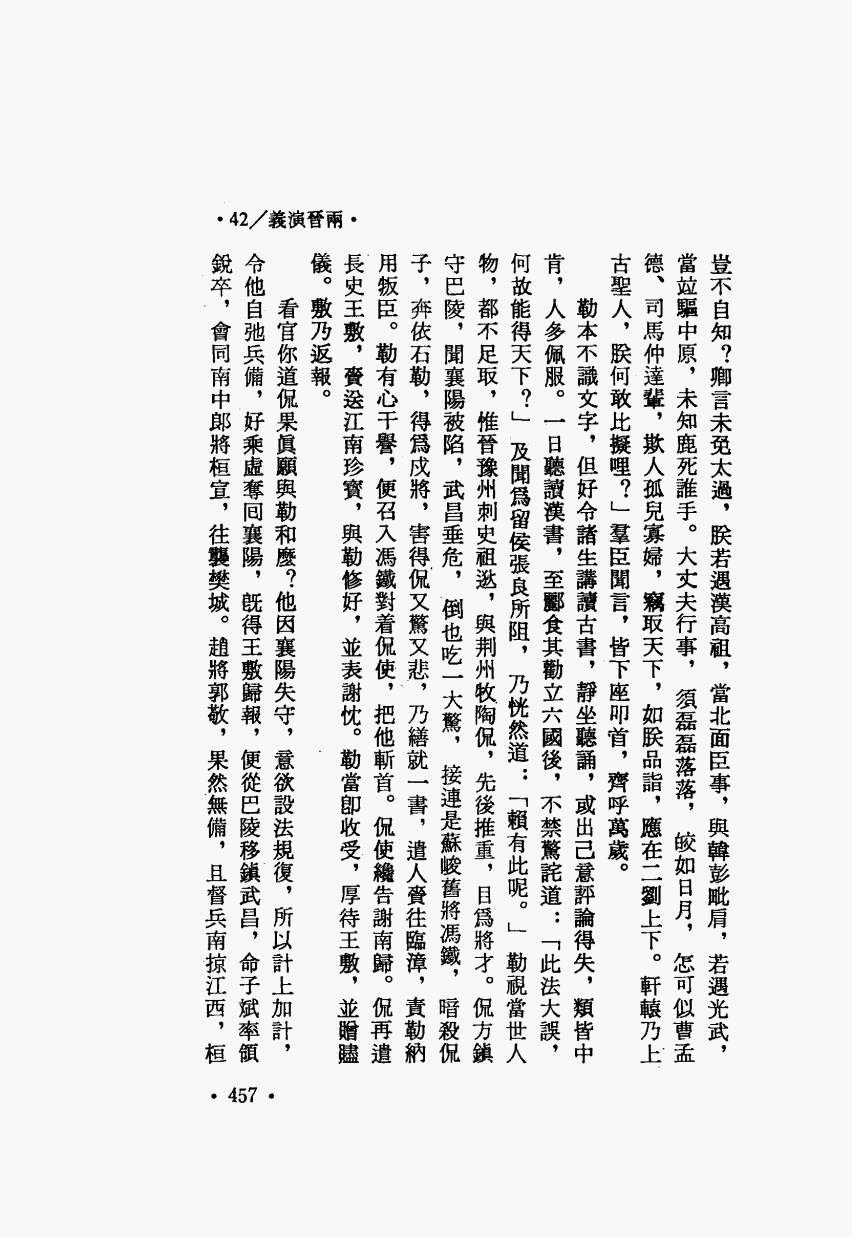 •42／義演晉兩•
豈不自知？卿言未免太過，朕若遇漢高祖，當北面臣事，與韓彭毗肩，若遇光武，
當竝驅中原，未知鹿死誰手。大丈夫行事，須磊磊落落，皎如日月，怎可似曹孟
德、司馬仲達輩，欺人孤兒寡婦，竊取天下，如朕品詣，應在二劉上下。軒轅乃上
古聖人，朕何敢比擬哩？」羣臣聞言，皆下座叩首，齊呼萬歲。
勒本不識文字，但好令諸生講讀古書，靜坐聽誦，或出己意評論得失，類皆中
肯，人多佩服。一日聽讀漢書，至酈食其勸立六國後，不禁驚詫道：「此法大誤，
何故能得天下？」及聞爲留侯張良所阻，乃恍然道：「賴有此呢。」勒視當世人
物，都不足取，惟晉豫州刺史祖逖，與荆州牧陶侃，先後推重，目爲將才。侃方鎮
守巴陵，聞襄陽被陷，武昌垂危，倒也吃一大驚，接連是蘇峻舊將馮鐵，暗殺侃
子，奔依石勒，得爲戍將，害得侃又驚又悲，乃繕就一書，遣人賚往臨漳，責勒納
用叛臣。勒有心干譽，便召入馮鐵對着侃使，把他斬首。侃使纔告謝南歸。侃再遣
長史王敷，賚送江南珍寶，與勒修好，並表謝忱。勒當卽收受，厚待王敷，並贈贐
儀。敷乃返報。
看官你道侃果眞願與勒和麼？他因襄陽失守，意欲設法規復，所以計上加計，
令他自弛兵備，好乘虛奪回襄陽，旣得王敷歸報，便從巴陵移鎮武昌，命子斌率領
銳卒，會同南中郎將桓宣，往襲樊城。趙將郭敬，果然無備，且督兵南掠江西，桓
•457•